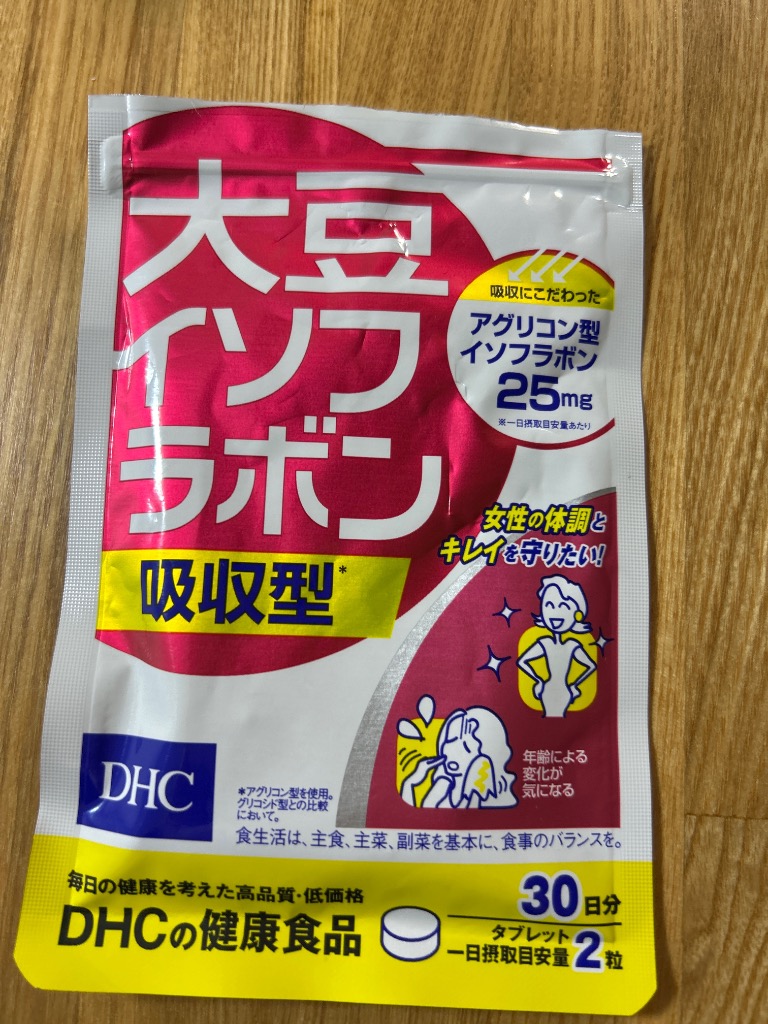 大豆
イソフ
ラボン
吸収型*
吸収にこだわった
アグリコン型
イソフラボン
25mg
※一日摂取目安量あたり
女性の体調と
キレイを守りたい!
年齢による
変化が
気になる
DHC
*アグリコン型を使用。
グリコシド型との比較
において。
食生活は、主食、主菜、副菜を基本に、食事のバランスを。
毎日の健康を考えた高品質・低価格
DHCの健康食品
30日分
タブレット
一日摂取目安量 2粒